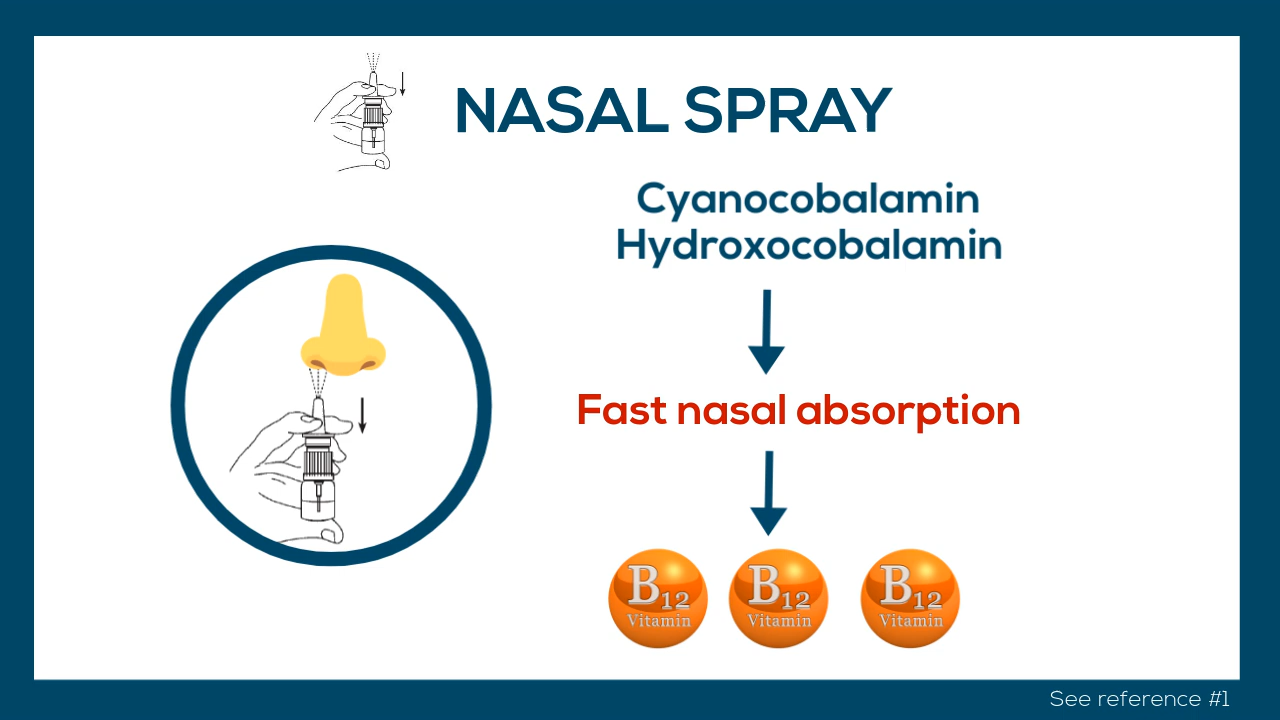 NASAL SPRAY
Cyanocobalamin
Hydroxocobalamin
Fast nasal absorption
B12 Vitamin
B12 Vitamin
B12 Vitamin
See reference #1